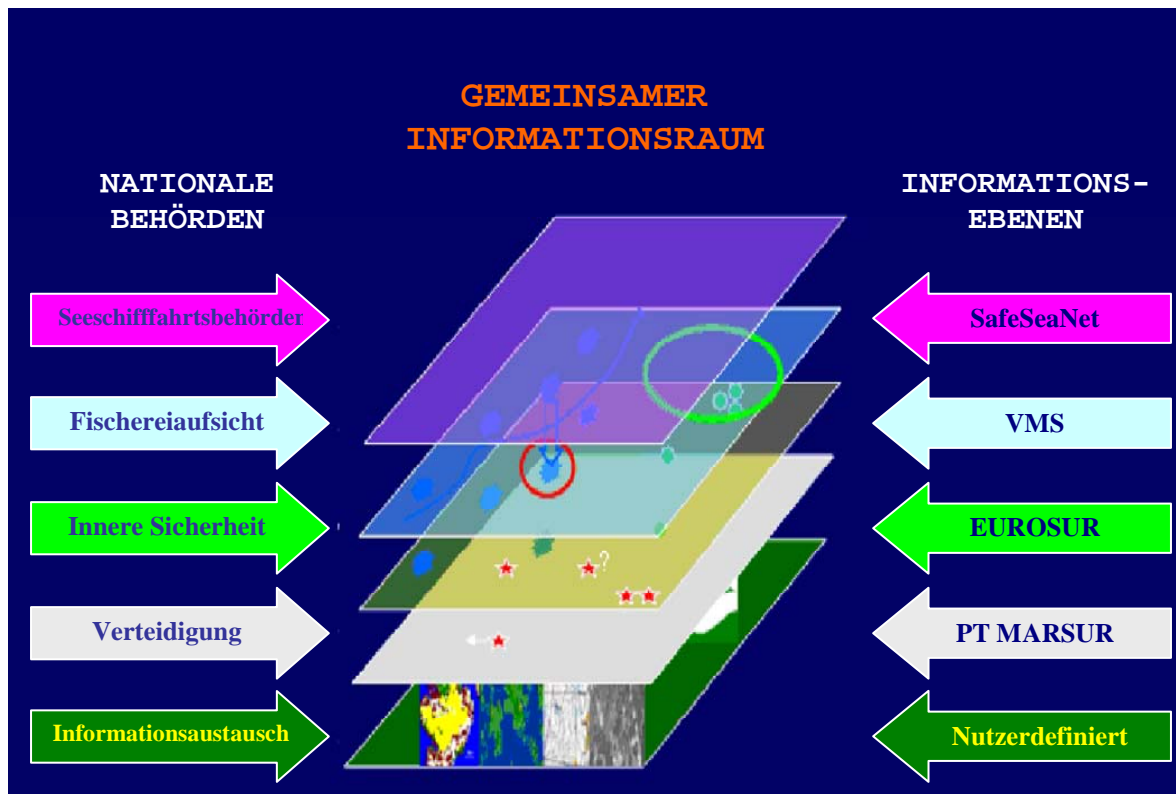 GEMEINSAMER
INFORMATIONSRAUM
NATIONALE
BEHÖRDEN
INFORMATIONS-
EBENEN
Seeschifffahrtsbehörden
SafeSeaNet
Fischereiaufsicht
VMS
Innere Sicherheit
EUROSUR
?
Verteidigung
PT MARSUR
Informationsaustausch
Nutzerdefiniert